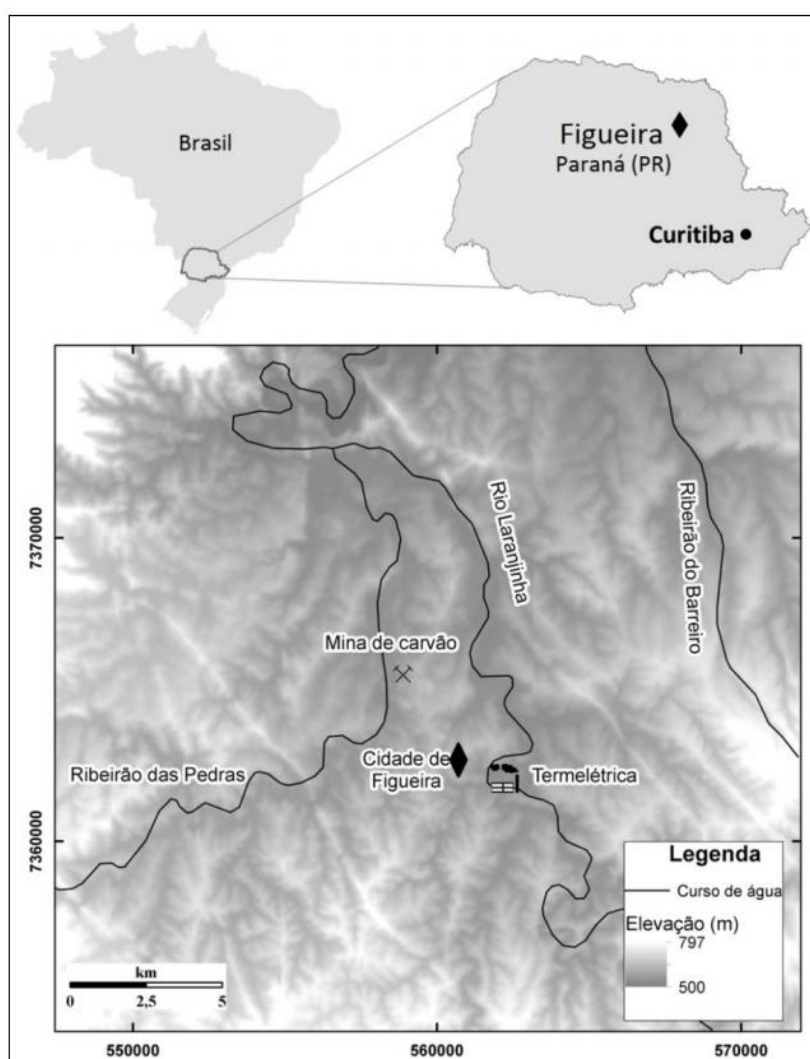 Brasil
Figueira
Paraná (PR)
Curitiba
7370000
7360000
Rio Laranjinha
Ribeirão do Barreiro
Mina de carvão
Ribeirão das Pedras
Cidade de
Figueira
Termelétrica
Legenda
Curso de água
Elevação (m)
797
500
km
0 2,5 5
550000 560000 570000